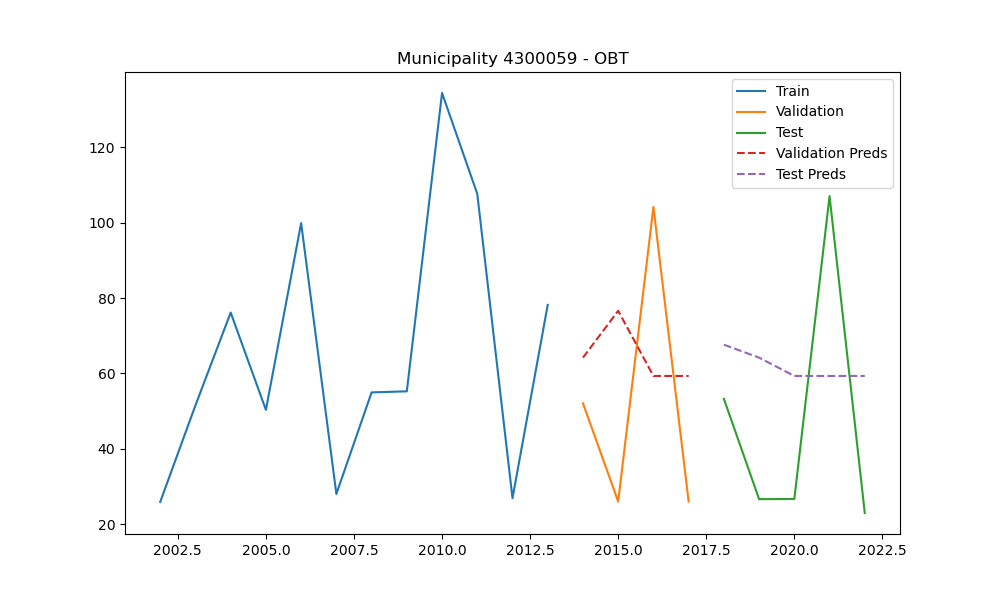 Municipality 4300059 - OBT
Train
Validation
Test
Validation Preds
Test Preds
120
100
80
60
40
20
2002.5 2005.0 2007.5 2010.0 2012.5 2015.0 2017.5 2020.0 2022.5